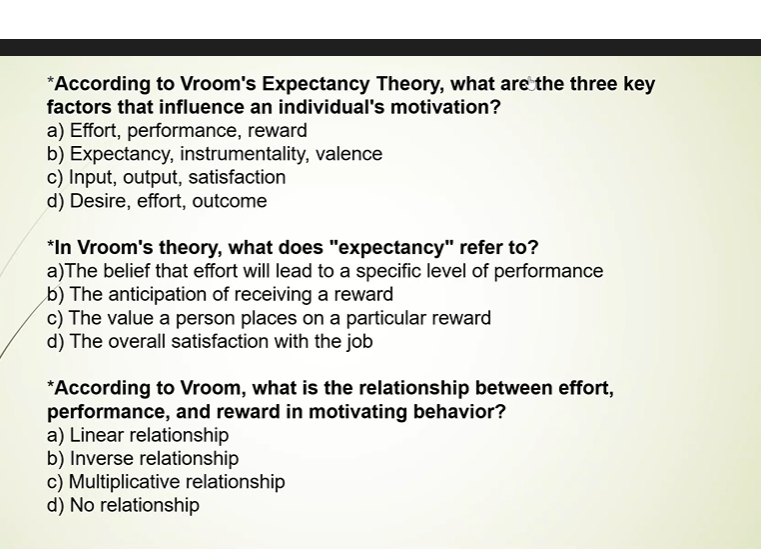 *According to Vroom's Expectancy Theory, what are the three key
factors that influence an individual's motivation?
a) Effort, performance, reward
b) Expectancy, instrumentality, valence
c) Input, output, satisfaction
d) Desire, effort, outcome
*In Vroom's theory, what does "expectancy" refer to?
a)The belief that effort will lead to a specific level of performance
b) The anticipation of receiving a reward
c) The value a person places on a particular reward
d) The overall satisfaction with the job
*According to Vroom, what is the relationship between effort,
performance, and reward in motivating behavior?
a) Linear relationship
b) Inverse relationship
c) Multiplicative relationship
d) No relationship